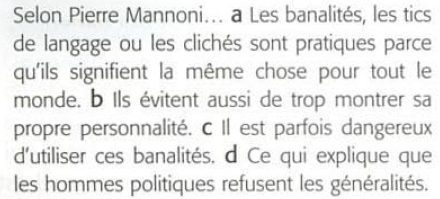 Selon Pierre Mannoni... a Les banalités, les tics
de langage ou les clichés sont pratiques parce
qu'ils signifient la même chose pour tout le
monde. b Ils évitent aussi de trop montrer sa
propre personnalité. c Il est parfois dangereux
d'utiliser ces banalités. d Ce qui explique que
les hommes politiques refusent les généralités.